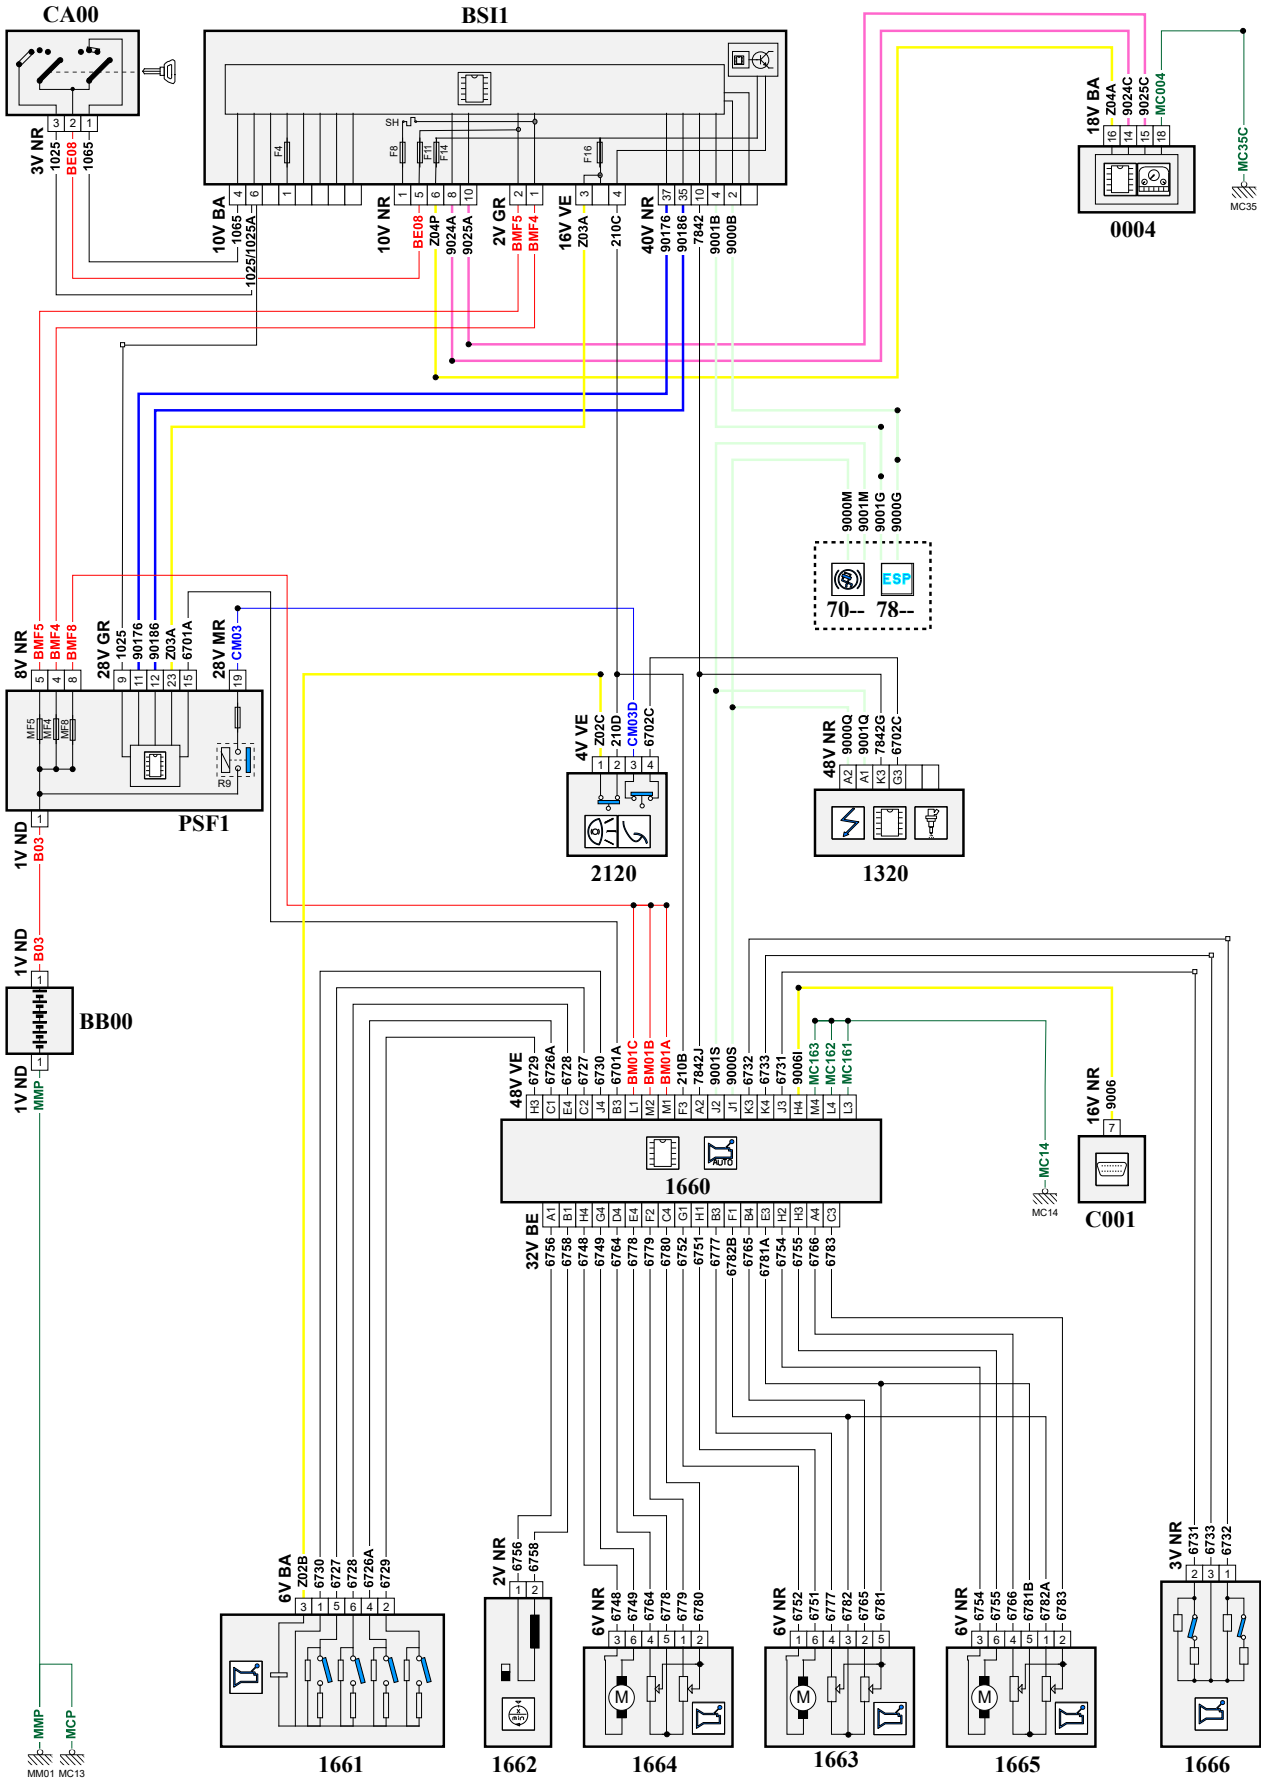 CA00
BSI1
SH
F4
F8
F11
F14
F16
3V NR
3 2 1
1025
BE08
1065
10V BA
4 6 1
1065
1025/1025A
10V NR
1 5 6 8 10
BE08
Z04P
9024A
9025A
2V GR
2 1
BMF5
BMF4
16V VE
3 4
Z03A
210C
40V NR
37 35 10 4 2
90176
90186
7842
9001B
9000B
18V BA
Z04A
9024C
9025C
MC004
16 14 15 18
0004
MC35C
MC35
9000M
9001M
9001G
9000G
ESP
70-- 78--
8V NR
BMF5
BMF4
BMF8
5 4 8
28V GR
1025
90176
90186
Z03A
6701A
9 11 12 23 15
28V MR
CM03
19
MF5
MF4
MF8
R9
PSF1
1
1V ND
B03
4V VE
Z02C
210D
CM03D
6702C
1 2 3 4
2120
48V NR
9000Q
9001Q
7842G
6702C
A2 A1 K3 G3
1320
1V ND
B03
1
BB00
1
1V ND
MMP
48V VE
6729
6726A
6728
6727
6730
6701A
BM01C
BM01B
BM01A
210B
7842J
9001S
9000S
6732
6733
6731
9006I
MC163
MC162
MC161
H3 C1 E4 C2 J4 B3 L1 M2 M1 F3 A2 J2 J1 K3 K4 J3 H4 M4 L4 L3
AUTO
1660
16V NR
9006
7
C001
MC14
MC14
32V BE
A1 B1 H4 G4 D4 E4 F2 C4 G1 H1 B3 F1 B4 E3 H2 H3 A4 C3
6756
6758
6748
6749
6764
6778
6779
6780
6752
6751
6777
6782B
6765
6781A
6754
6755
6766
6783
6V BA
Z02B
6730
6727
6728
6726A
6729
3 1 5 6 4 2
1661
2V NR
6756
6758
1 2
1662
6V NR
6748
6749
6764
6778
6779
6780
3 6 4 5 1 2
M
1664
6V NR
6752
6751
6777
6782
6765
6781
1 6 4 3 2 5
M
1663
6V NR
6754
6755
6766
6781B
6782A
6783
3 6 4 5 1 2
M
1665
3V NR
6731
6733
6732
2 3 1
1666
MMP
MCP
MM01 MC13